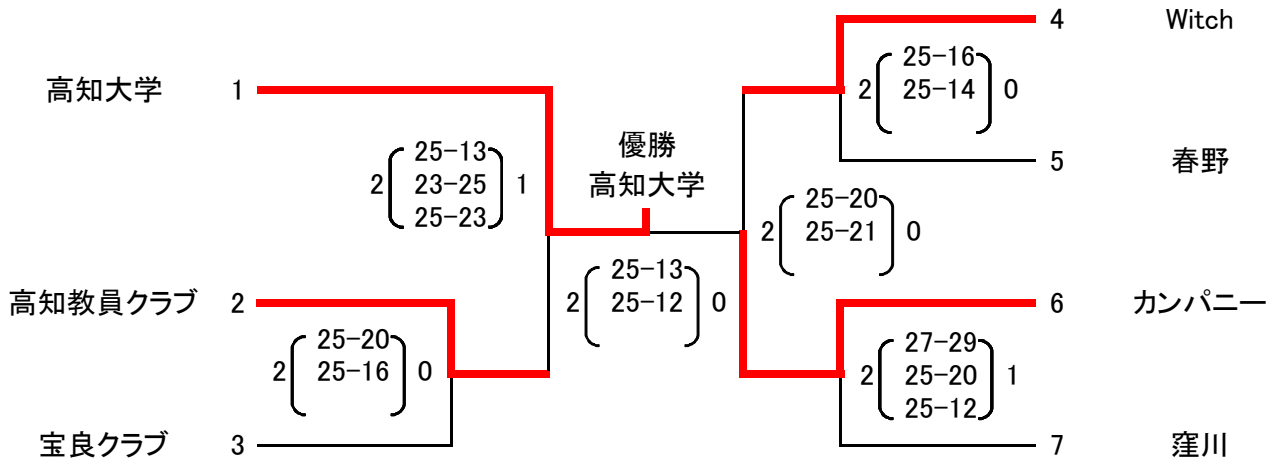 4 Witch
25-16
2 25-14 0
高知大学 1
5 春野
優勝
高知大学
25-13
2 23-25 1
25-23
25-20
2 25-21 0
25-13
2 25-12 0
高知教員クラブ 2
6 カンパニー
25-20
2 25-16 0
27-29
2 25-20 1
25-12
宝良クラブ 3
7 窪川